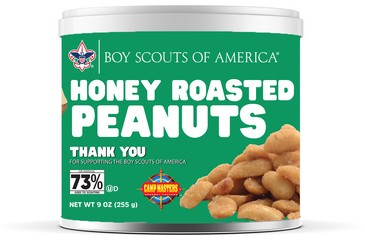 BOY SCOUTS OF AMERICA®
HONEY ROASTED
PEANUTS
THANK YOU
FOR SUPPORTING THE BOY SCOUTS OF AMERICA
73%
UD
CAMP MASTERS
NET WT 9 OZ (255 g)